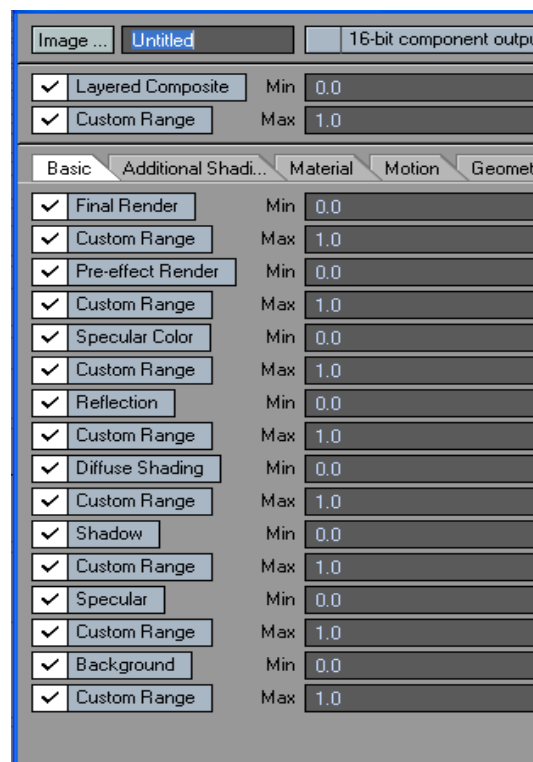 Image ... Untitled 16-bit component outpu
Layered Composite Min 0.0
Custom Range Max 1.0
Basic Additional Shadi... Material Motion Geomet
Final Render Min 0.0
Custom Range Max 1.0
Pre-effect Render Min 0.0
Custom Range Max 1.0
Specular Color Min 0.0
Custom Range Max 1.0
Reflection Min 0.0
Custom Range Max 1.0
Diffuse Shading Min 0.0
Custom Range Max 1.0
Shadow Min 0.0
Custom Range Max 1.0
Specular Min 0.0
Custom Range Max 1.0
Background Min 0.0
Custom Range Max 1.0